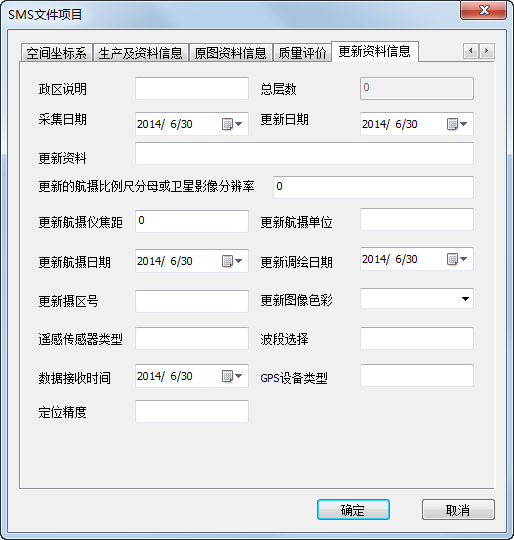 SMS文件项目
空间坐标系 生产及资料信息 原图资料信息 质量评价 更新资料信息
政区说明 总层数 0
采集日期 2014/ 6/30 更新日期 2014/ 6/30
更新资料
更新的航摄比例尺分母或卫星影像分辨率 0
更新航摄仪焦距 0 更新航摄单位
更新航摄日期 2014/ 6/30 更新调绘日期 2014/ 6/30
更新摄区号 更新图像色彩
遥感传感器类型 波段选择
数据接收时间 2014/ 6/30 GPS设备类型
定位精度
确定 取消